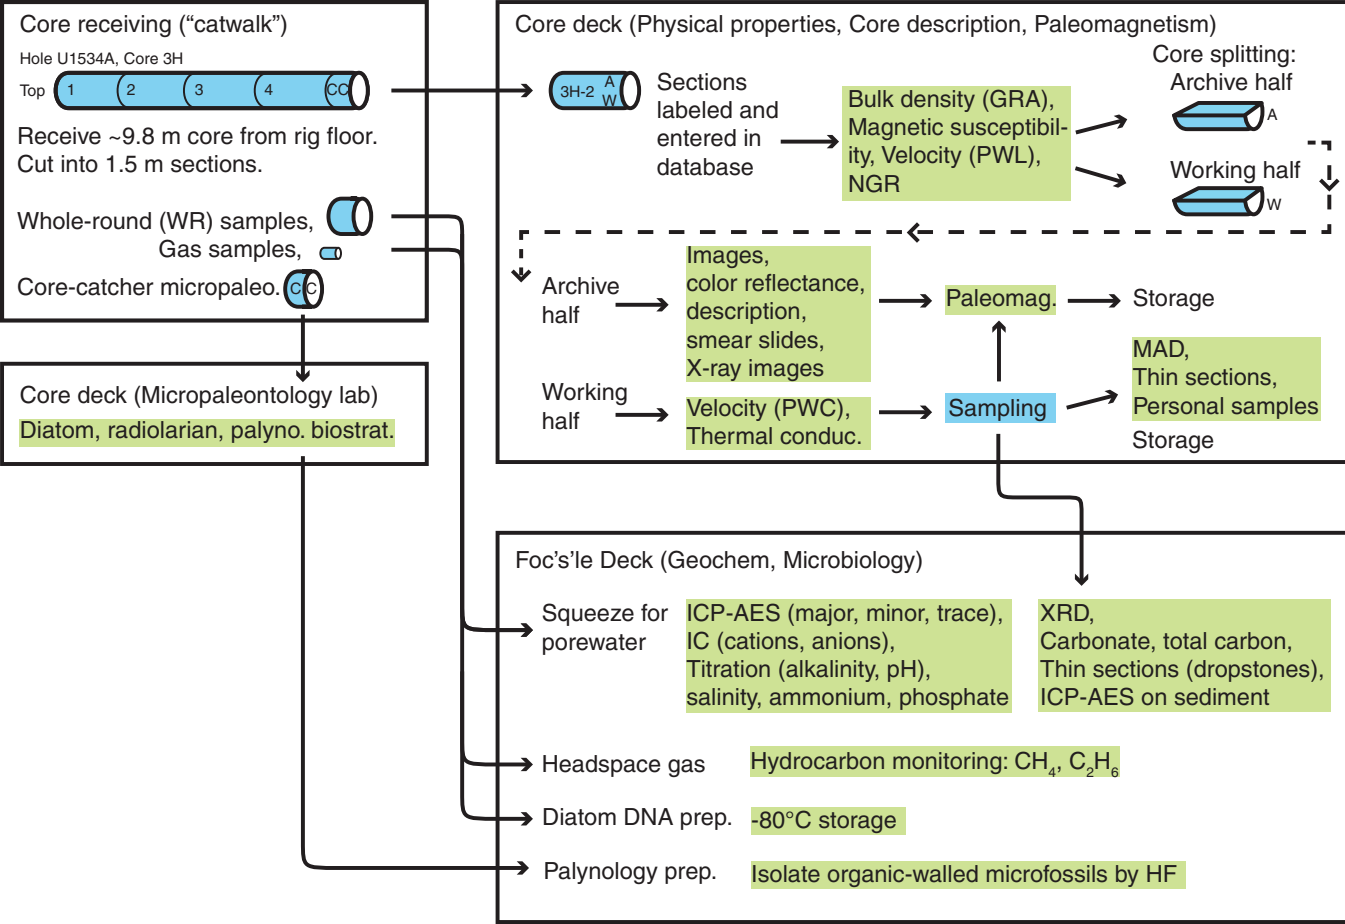 Core receiving (“catwalk”)
Hole U1534A, Core 3H
Top 1 2 3 4 CC
Receive ~9.8 m core from rig floor.
Cut into 1.5 m sections.
Whole-round (WR) samples,
Gas samples,
Core-catcher micropaleo. CC
Core deck (Micropaleontology lab)
Diatom, radiolarian, palyno. biostrat.
Core deck (Physical properties, Core description, Paleomagnetism)
3H-2 A
W
Sections
labeled and
entered in
database
Bulk density (GRA),
Magnetic susceptibil-
ity, Velocity (PWL),
NGR
Core splitting:
Archive half
A
Working half
W
Archive
half
Images,
color reflectance,
description,
smear slides,
X-ray images
Paleomag.
Storage
Working
half
Velocity (PWC),
Thermal conduc.
Sampling
MAD,
Thin sections,
Personal samples
Storage
Foc's'le Deck (Geochem, Microbiology)
Squeeze for
porewater
ICP-AES (major, minor, trace),
IC (cations, anions),
Titration (alkalinity, pH),
salinity, ammonium, phosphate
XRD,
Carbonate, total carbon,
Thin sections (dropstones),
ICP-AES on sediment
Headspace gas
Hydrocarbon monitoring: CH₄, C₂H₆
Diatom DNA prep.
-80°C storage
Palynology prep.
Isolate organic-walled microfossils by HF